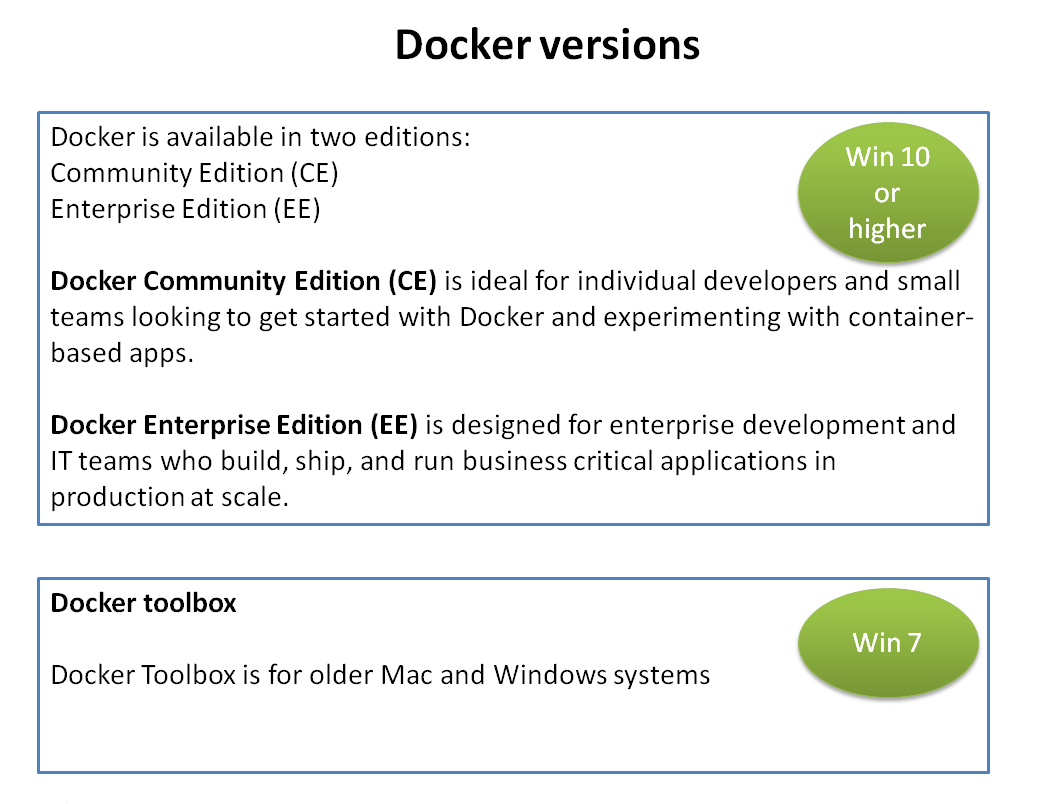 Docker versions
Docker is available in two editions:
Community Edition (CE)
Enterprise Edition (EE)
Win 10
or
higher
Docker Community Edition (CE) is ideal for individual developers and small
teams looking to get started with Docker and experimenting with container-
based apps.
Docker Enterprise Edition (EE) is designed for enterprise development and
IT teams who build, ship, and run business critical applications in
production at scale.
Docker toolbox
Win 7
Docker Toolbox is for older Mac and Windows systems